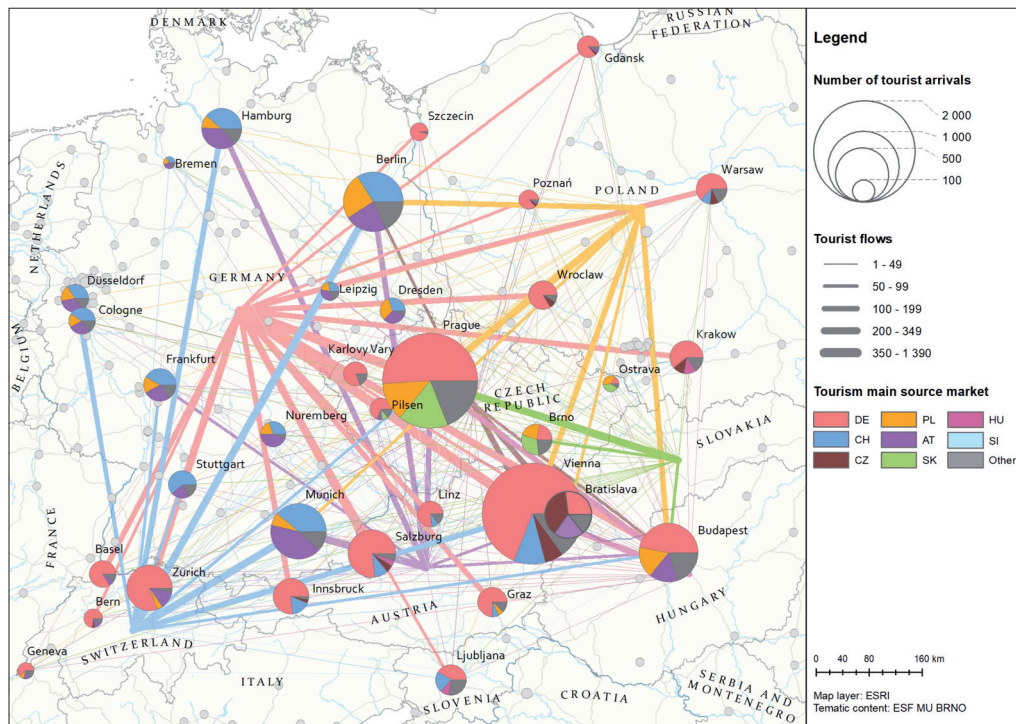 DENMARK
RUSSIAN
FEDERATION
Gdańsk
Hamburg
Szczecin
Bremen
Berlin
Warsaw
Poznań
POLAND
NETHERLANDS
GERMANY
Düsseldorf
Leipzig
Dresden
Wroclaw
Cologne
Prague
BELGIUM
Krakow
Karlovy Vary
Frankfurt
Ostrava
CZECH
REPUBLIC
Pilsen
Nuremberg
Brno
SLOVAKIA
Stuttgart
Vienna
Munich
Linz
Bratislava
FRANCE
Salzburg
Budapest
Basel
Zürich
Innsbruck
Graz
Bern
AUSTRIA
HUNGARY
SWITZERLAND
Geneva
Ljubljana
ITALY
SLOVENIA
CROATIA
SERBIA AND
MONTENEGRO
Legend
Number of tourist arrivals
2 000
1 000
500
100
Tourist flows
1 - 49
50 - 99
100 - 199
200 - 349
350 - 1 390
Tourism main source market
DE PL HU
CH AT SI
CZ SK Other
0 40 80 120 160 km
Map layer: ESRI
Tematic content: ESF MU BRNO